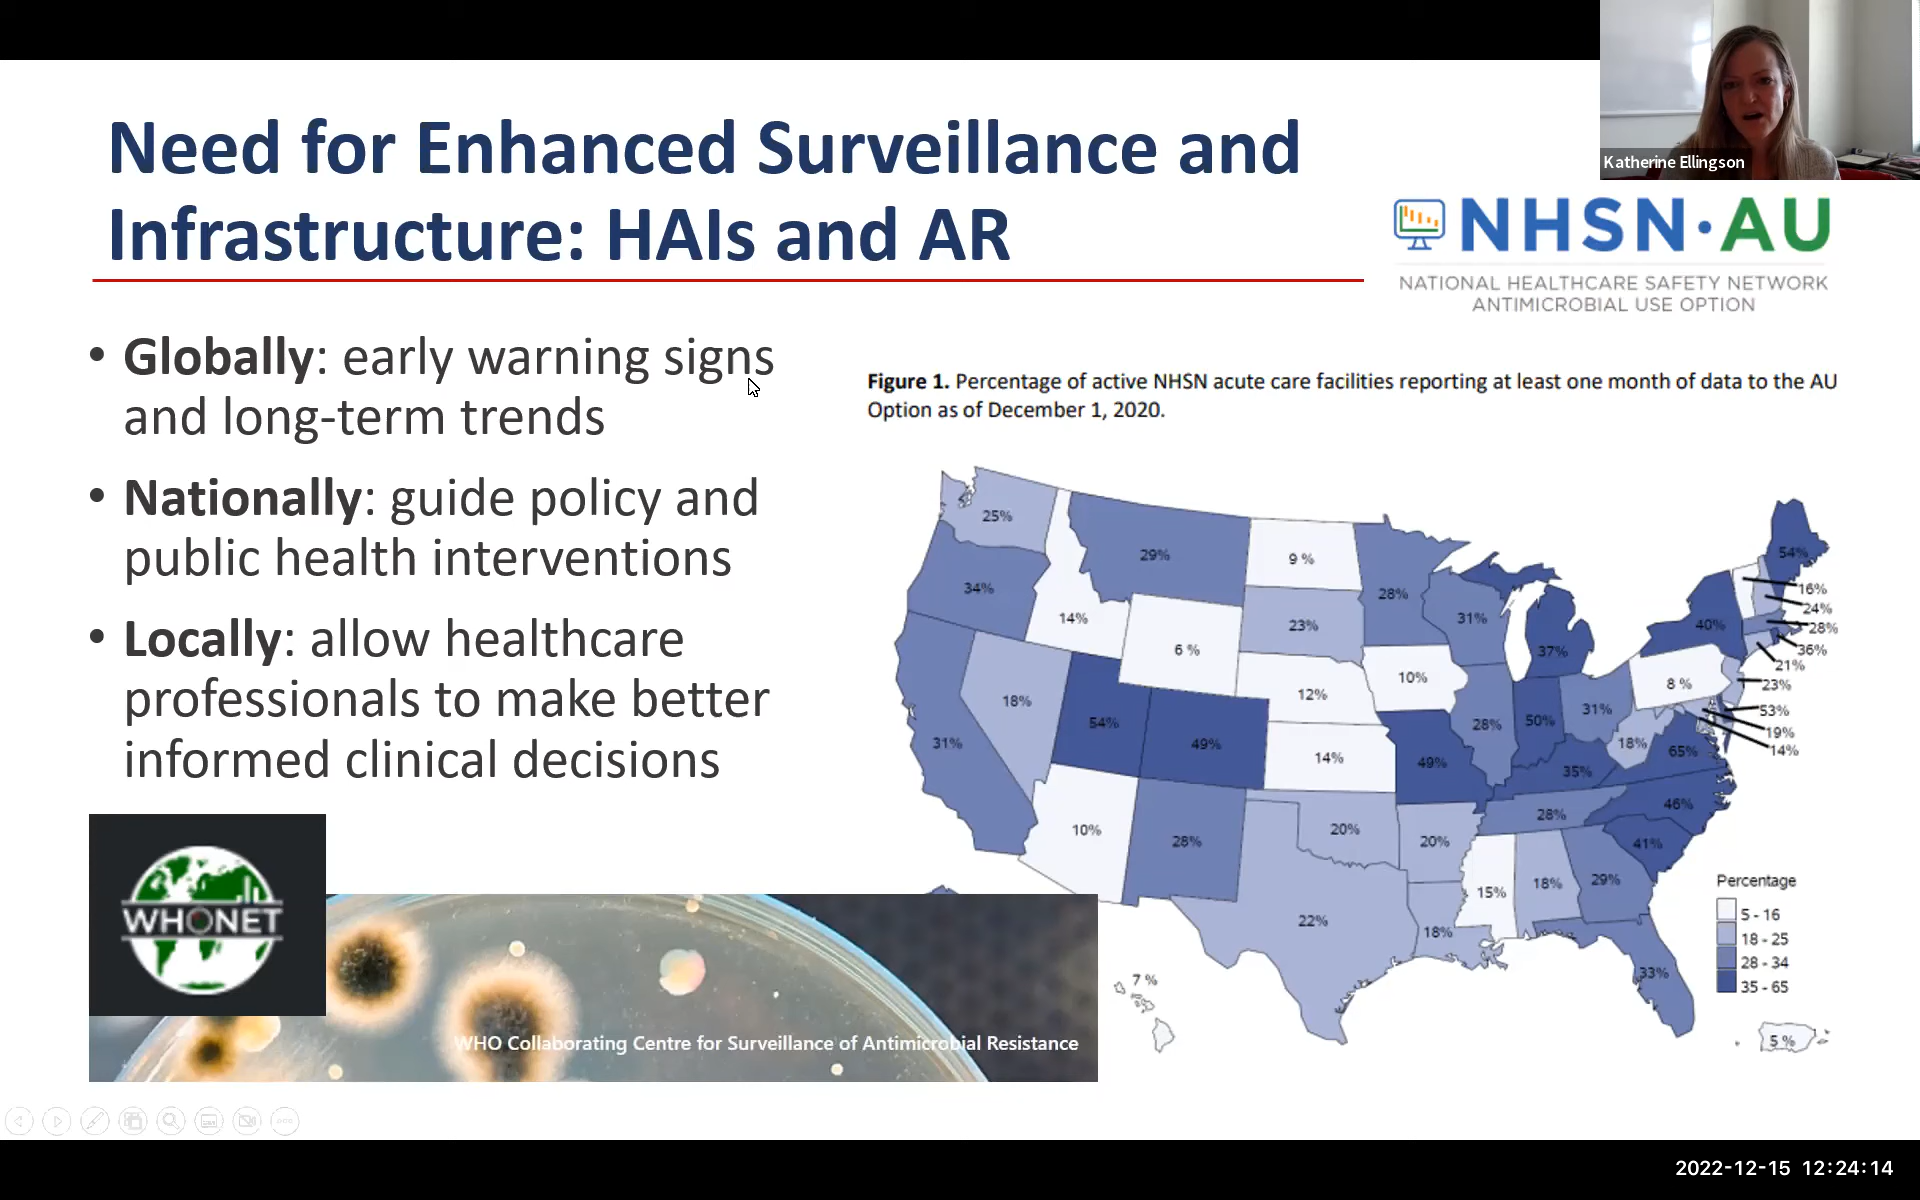 Katherine Ellingson
Need for Enhanced Surveillance and
Infrastructure: HAIs and AR
NHSN·AU
NATIONAL HEALTHCARE SAFETY NETWORK
ANTIMICROBIAL USE OPTION
• Globally: early warning signs
and long-term trends
• Nationally: guide policy and
public health interventions
• Locally: allow healthcare
professionals to make better
informed clinical decisions
Figure 1. Percentage of active NHSN acute care facilities reporting at least one month of data to the AU
Option as of December 1, 2020.
25%
29%
9 %
54%
34%
14%
28%
16%
24%
23%
31%
40%
28%
6 %
37%
36%
21%
10%
8 %
23%
12%
18%
54%
49%
28%
50%
31%
53%
19%
31%
14%
49%
18%
65%
14%
35%
46%
10%
28%
20%
20%
28%
41%
15%
18%
29%
22%
18%
33%
7 %
5 %
Percentage
5 - 16
18 - 25
28 - 34
35 - 65
WHONET
WHO Collaborating Centre for Surveillance of Antimicrobial Resistance
2022-12-15 12:24:14